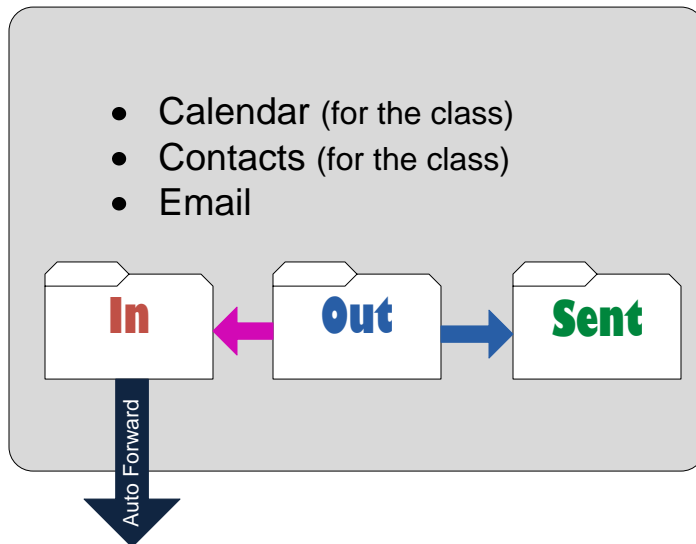 • Calendar (for the class)
• Contacts (for the class)
• Email
In Out Sent
Auto Forward